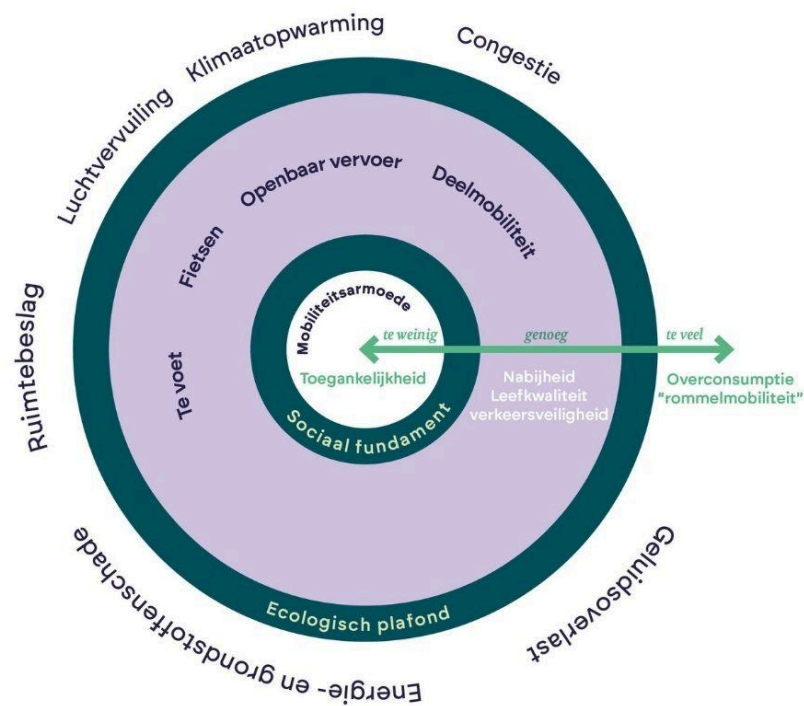 Klimaatopwarming
Congestie
Luchtvervuiling
Openbaar vervoer
Deelmobiliteit
Fietsen
Ruimtebeslag
Mobiliteitsarmoede
te weinig
genoeg
te veel
Te voet
Toegankelijkheid
Nabijheid
Leefkwaliteit
verkeersveiligheid
Overconsumptie
"rommelmobiliteit"
Sociaal fundament
Ecologisch plafond
Geluidsoverlast
Energie- en grondstoffenschade